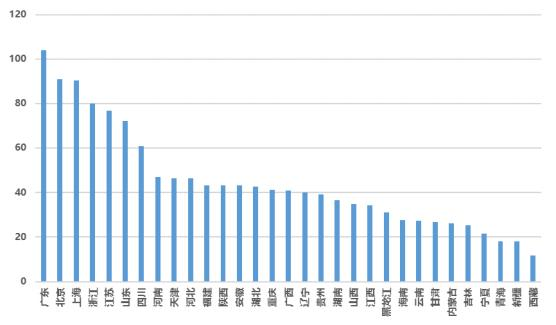 120
100
80
60
40
20
0
广东
北京
上海
浙江
江苏
山东
四川
河南
天津
河北
福建
陕西
安徽
湖北
重庆
广西
辽宁
贵州
湖南
山西
江西
黑龙江
海南
云南
甘肃
内蒙古
吉林
宁夏
青海
新疆
西藏